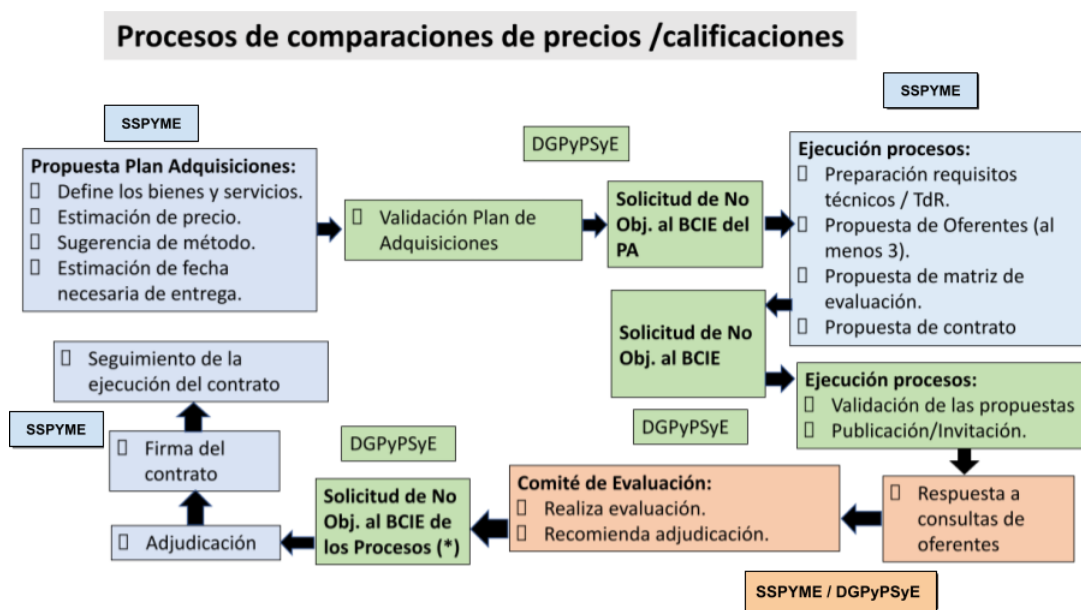 Procesos de comparaciones de precios /calificaciones
SSPYME
Propuesta Plan Adquisiciones:
Define los bienes y servicios.
Estimación de precio.
Sugerencia de método.
Estimación de fecha
necesaria de entrega.
Validación Plan de
Adquisiciones
DGPyPSyE
Solicitud de No
Obj. al BCIE del
PA
SSPYME
Ejecución procesos:
Preparación requisitos
técnicos / TdR.
Propuesta de Oferentes (al
menos 3).
Propuesta de matriz de
evaluación.
Propuesta de contrato
Solicitud de No
Obj. al BCIE
Ejecución procesos:
Validación de las propuestas
Publicación/Invitación.
DGPyPSyE
Respuesta a
consultas de
oferentes
Comité de Evaluación:
Realiza evaluación.
Recomienda adjudicación.
SSPYME / DGPyPSyE
DGPyPSyE
Solicitud de No
Obj. al BCIE de
los Procesos (*)
Adjudicación
Firma del
contrato
SSPYME
Seguimiento de la
ejecución del contrato